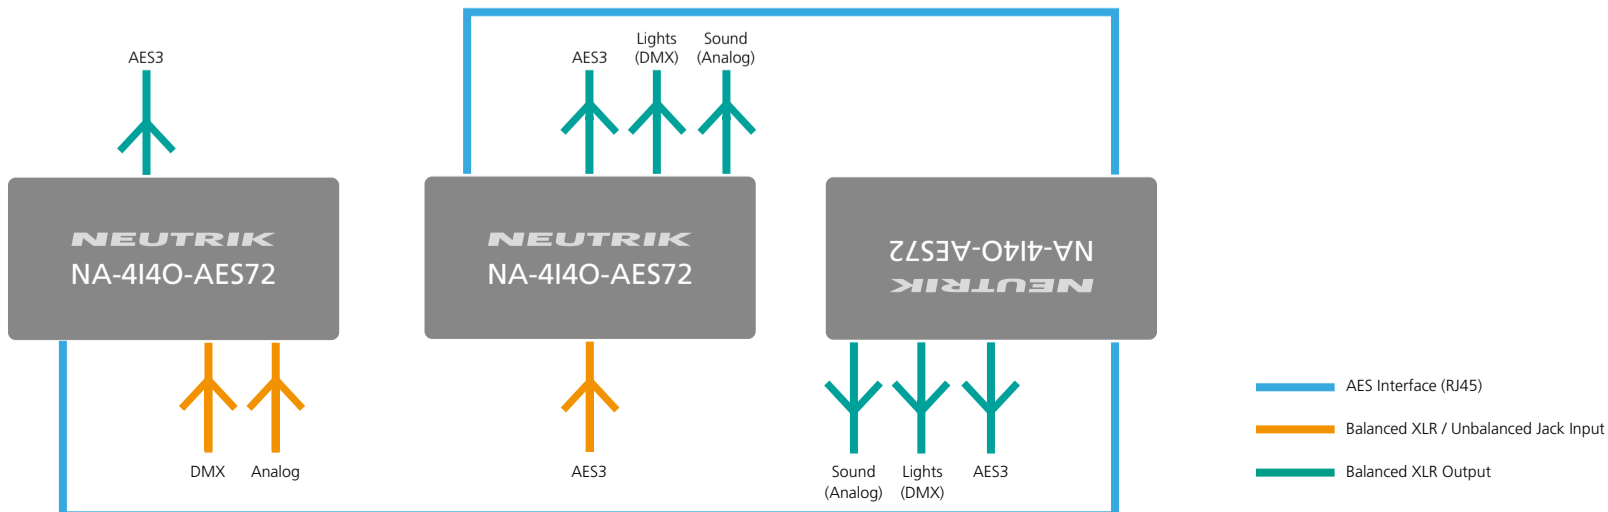 AES3
AES3
Lights
(DMX)
Sound
(Analog)
NEUTRIK
NA-4I4O-AES72
NEUTRIK
NA-4I4O-AES72
NEUTRIK
NA-4I4O-AES72
DMX
Analog
AES3
Sound
(Analog)
Lights
(DMX)
AES3
AES Interface (RJ45)
Balanced XLR / Unbalanced Jack Input
Balanced XLR Output